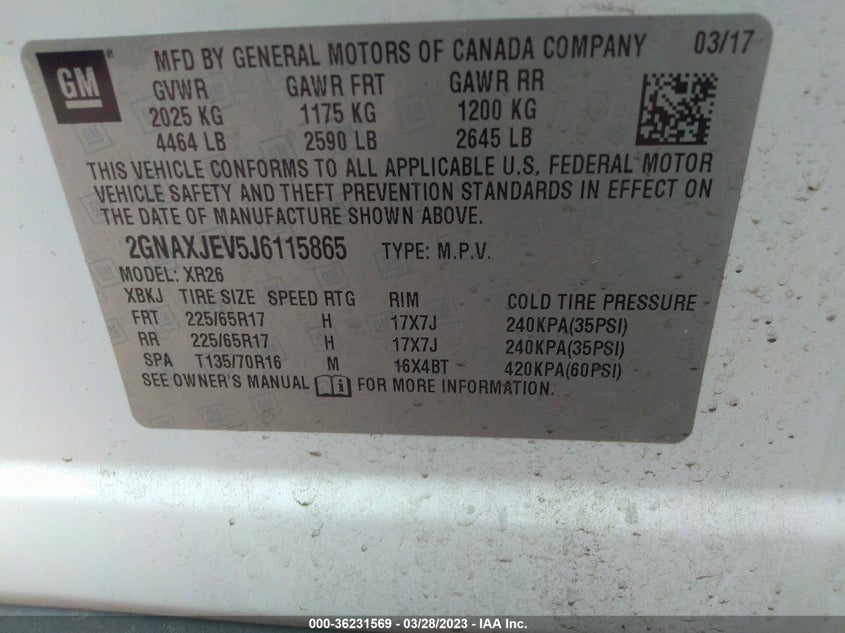 GM®
MFD BY GENERAL MOTORS OF CANADA COMPANY 03/17
GVWR GAWR FRT GAWR RR
2025 KG 1175 KG 1200 KG
4464 LB 2590 LB 2645 LB
THIS VEHICLE CONFORMS TO ALL APPLICABLE U.S. FEDERAL MOTOR
VEHICLE SAFETY AND THEFT PREVENTION STANDARDS IN EFFECT ON
THE DATE OF MANUFACTURE SHOWN ABOVE.
2GNAXJEV5J6115865 TYPE: M.P.V.
MODEL: XR26
XBKJ TIRE SIZE SPEED RTG RIM COLD TIRE PRESSURE
FRT 225/65R17 H 17X7J 240KPA(35PSI)
RR 225/65R17 H 17X7J 240KPA(35PSI)
SPA T135/70R16 M 16X4BT 420KPA(60PSI)
SEE OWNER'S MANUAL FOR MORE INFORMATION.
000-36231569 — 03/28/2023 - IAA Inc.